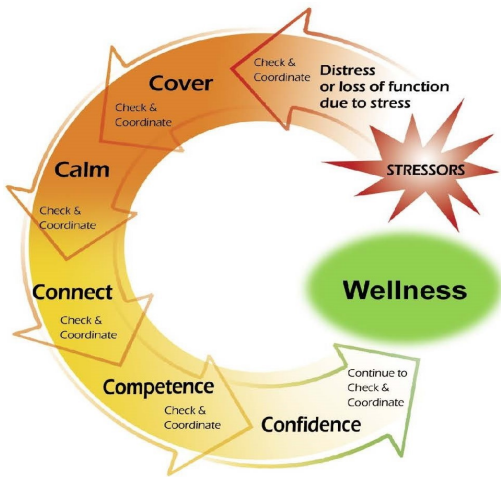 Distress
or loss of function
due to stress
STRESSORS
Check &
Coordinate
Cover
Check &
Coordinate
Calm
Check &
Coordinate
Connect
Check &
Coordinate
Competence
Check &
Coordinate
Confidence
Continue to
Check &
Coordinate
Wellness